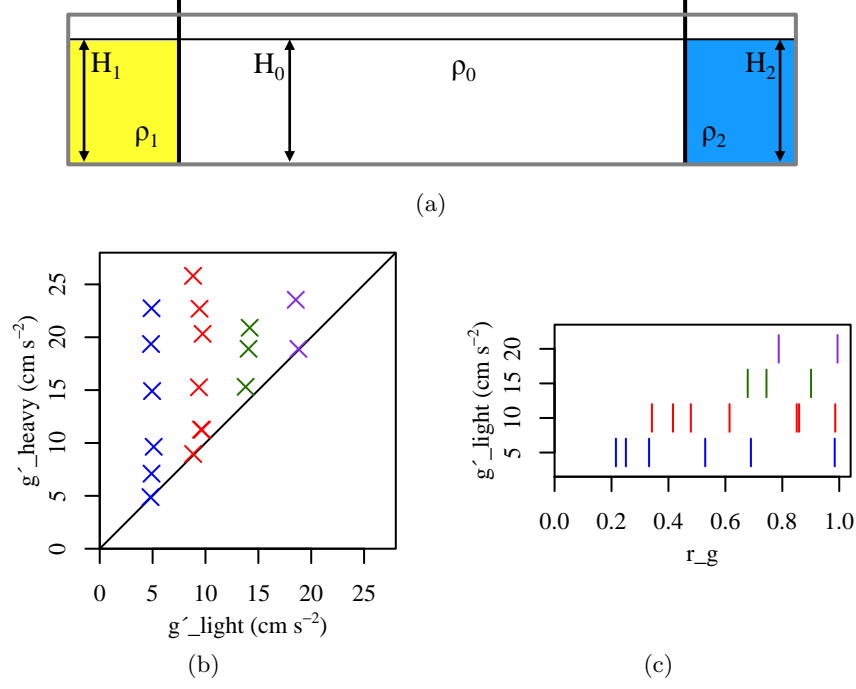 H₁ H₀ ρ₀ H₂
ρ₁ ρ₂
(a)
g´_heavy (cm s⁻²)
0 5 10 15 20 25
0 5 10 15 20 25
g´_light (cm s⁻²)
(b)
g´_light (cm s⁻²)
5 10 15 20
0.0 0.2 0.4 0.6 0.8 1.0
r_g
(c)